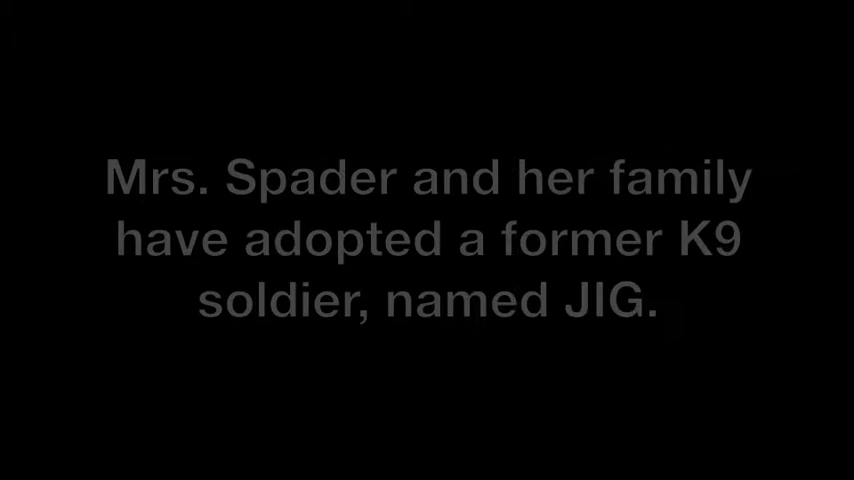 Mrs. Spader and her family
have adopted a former K9
soldier, named JIG.